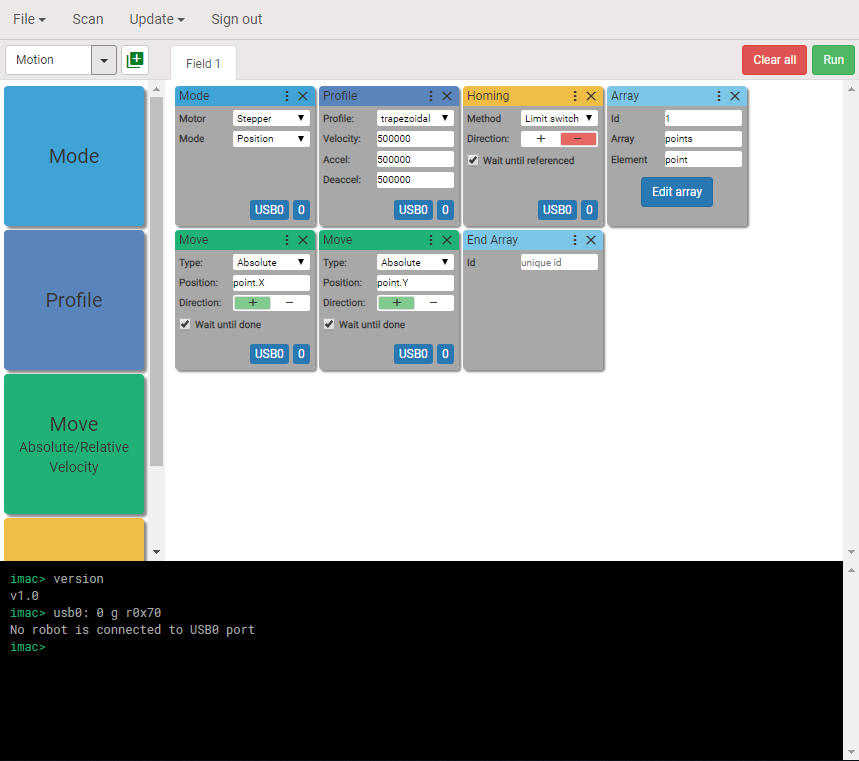 File Scan Update Sign out
Motion
Field 1
Clear all Run
Mode
Profile
Move
Absolute/Relative
Velocity
Mode
Motor Stepper
Mode Position
USB0 0
Profile
Profile: trapezoidal
Velocity: 500000
Accel: 500000
Deaccel: 500000
USB0 0
Homing
Method Limit switch
Direction: + −
Wait until referenced
USB0 0
Array
Id 1
Array points
Element point
Edit array
Move
Type: Absolute
Position: point.X
Direction: + −
Wait until done
USB0 0
Move
Type: Absolute
Position: point.Y
Direction: + −
Wait until done
USB0 0
End Array
Id unique id
imac> version
v1.0
imac> usb0: 0 g r0x70
No robot is connected to USB0 port
imac>